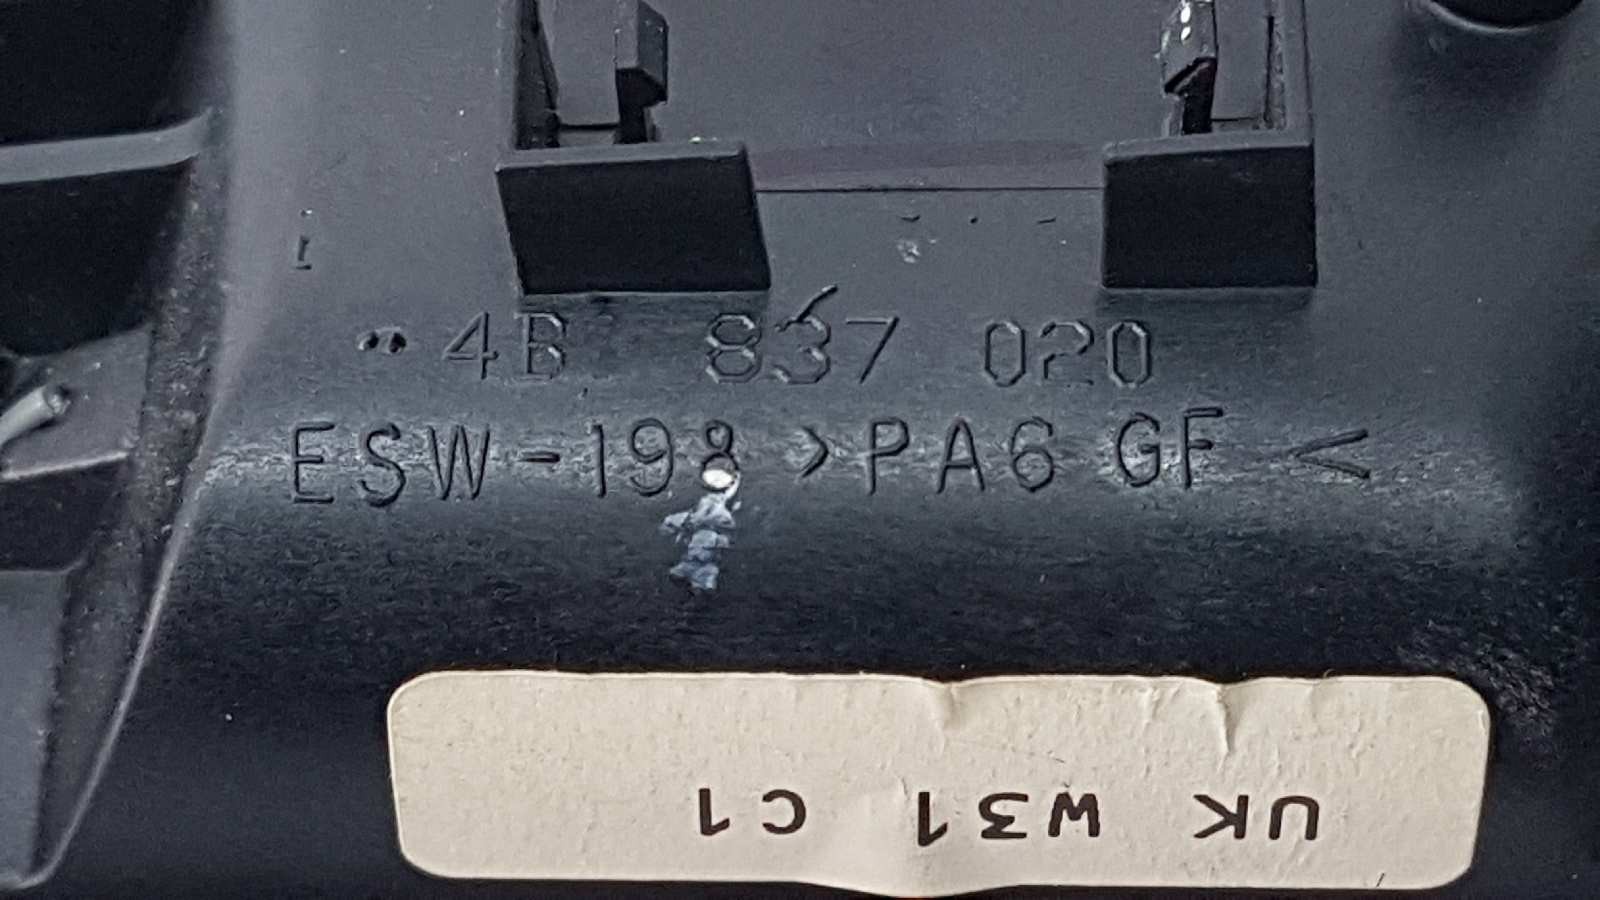 4B 837 020
ESW-198 >PA6 GF<
UK W31 C1